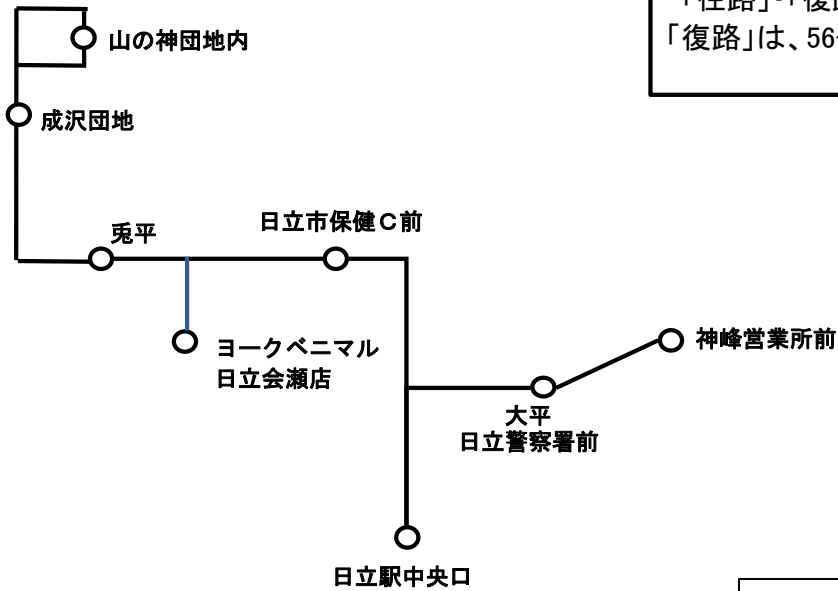 「往路」・「復路
「復路」は、56
山の神団地内
成沢団地
兎平
日立市保健C前
ヨークベニマル
日立会瀬店
神峰営業所前
大平
日立警察署前
日立駅中央口